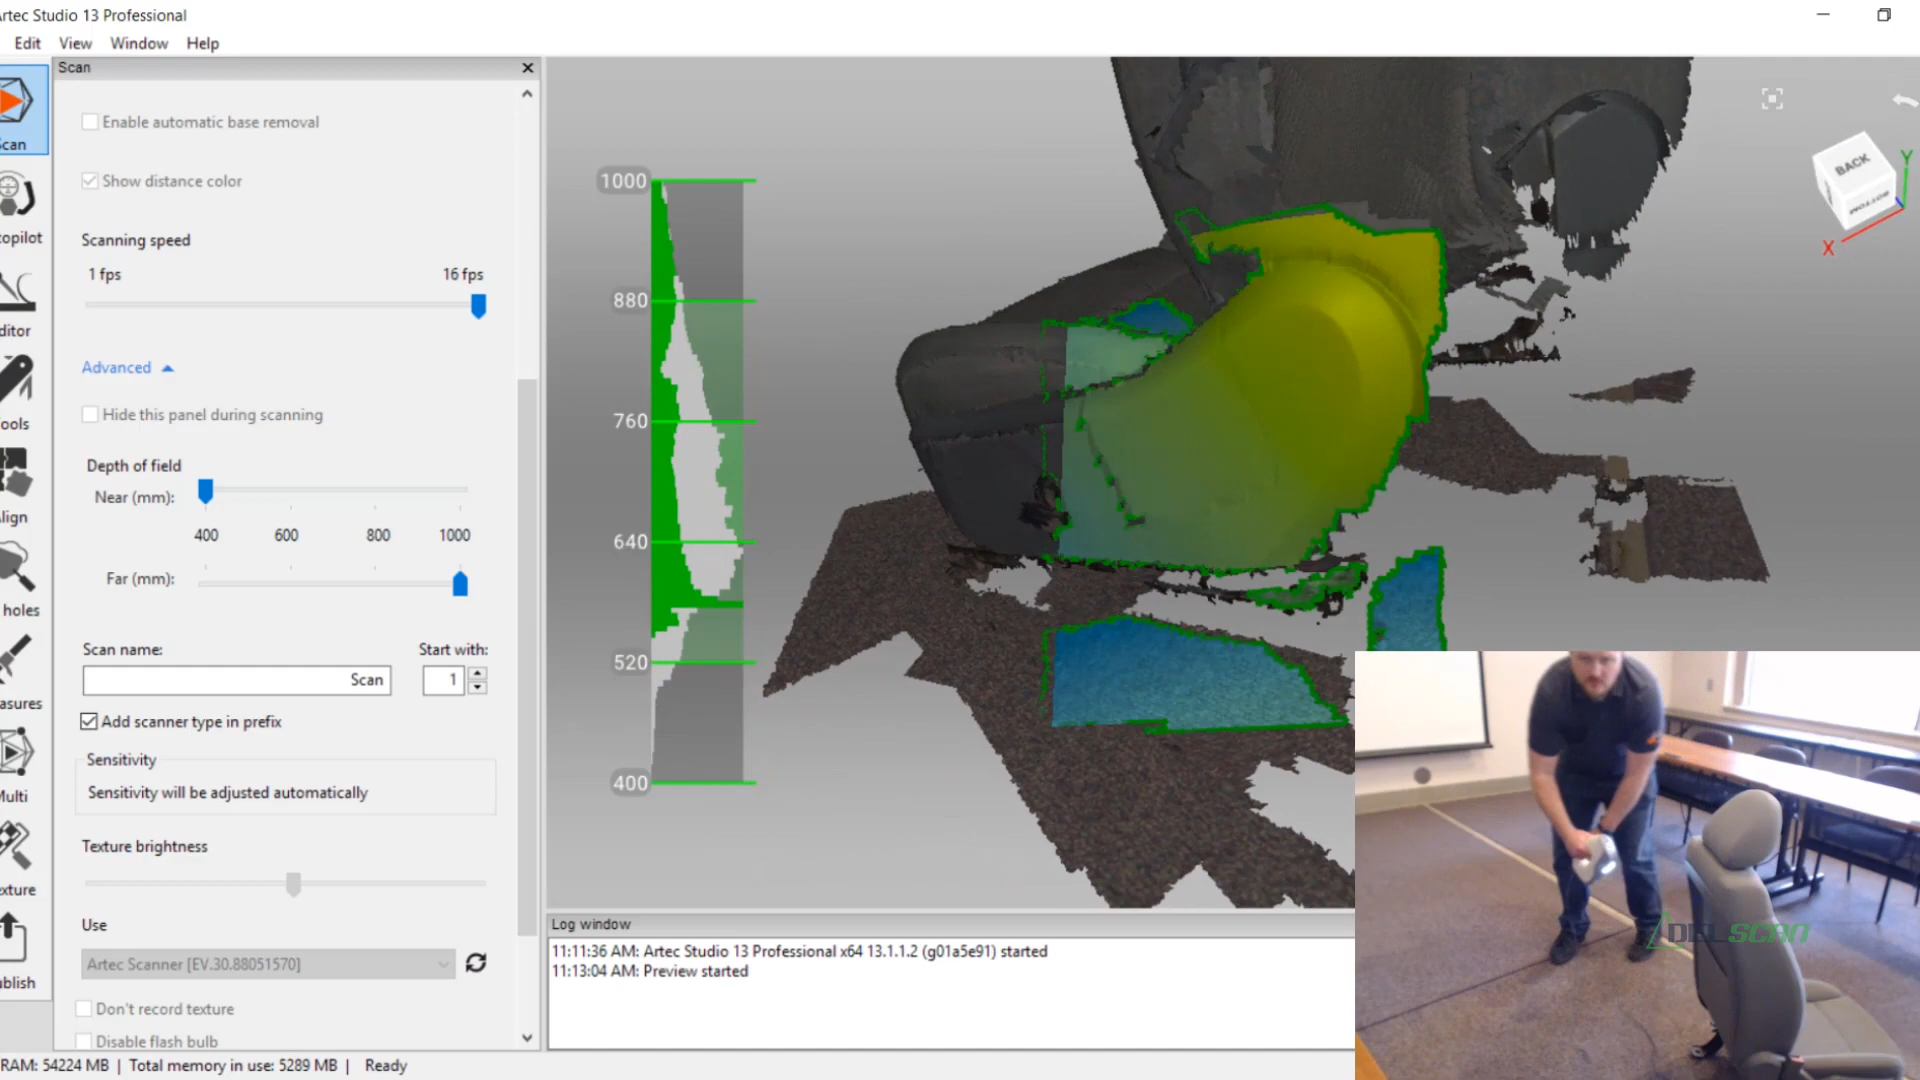 rtec Studio 13 Professional
Edit View Window Help
Scan
Scan
Enable automatic base removal
Show distance color
Scanning speed
1 fps 16 fps
Advanced
Hide this panel during scanning
Depth of field
Near (mm):
400 600 800 1000
Far (mm):
Scan name: Start with:
Scan 1
Add scanner type in prefix
Sensitivity
Sensitivity will be adjusted automatically
Texture brightness
Use
Artec Scanner [EV.30.88051570]
Don't record texture
Disable flash bulb
can
opilot
ditor
ools
lign
holes
asures
Multi
exture
blish
1000
880
760
640
520
400
BACK
BOTTOM
Y
X
Log window
11:11:36 AM: Artec Studio 13 Professional x64 13.1.1.2 (g01a5e91) started
11:13:04 AM: Preview started
RAM: 54224 MB | Total memory in use: 5289 MB | Ready